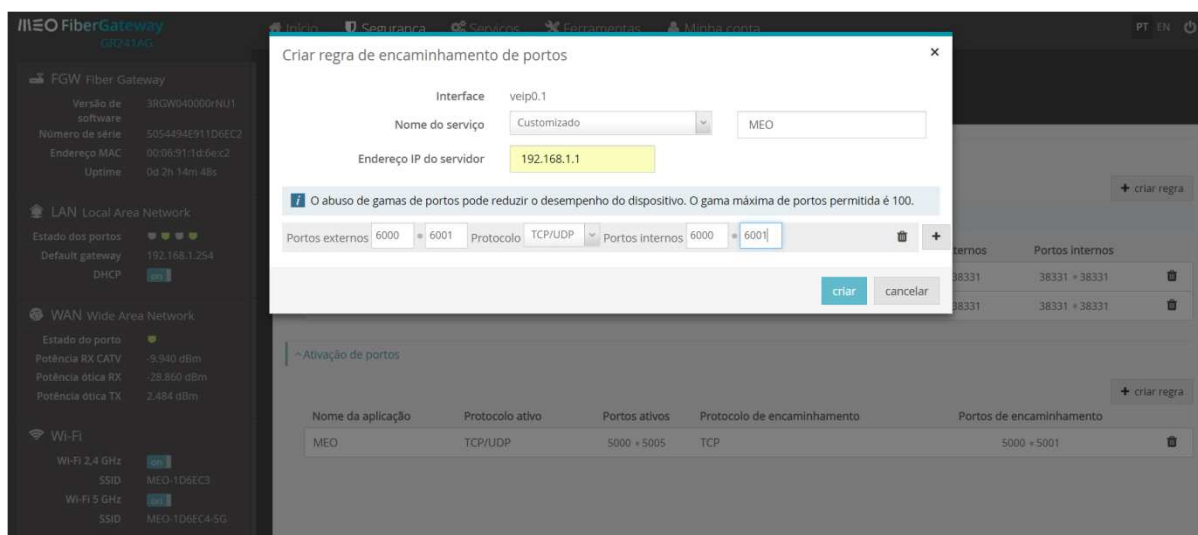 MEO FiberGateway
GR241AG
Início Segurança Serviços Ferramentas Minha conta
PT EN
Criar regra de encaminhamento de portos ×
Interface veip0.1
Nome do serviço Customizado MEO
Endereço IP do servidor 192.168.1.1
i O abuso de gamas de portos pode reduzir o desempenho do dispositivo. O gama máxima de portos permitida é 100.
Portos externos 6000 6001 Protocolo TCP/UDP Portos internos 6000 6001 +
criar cancelar
FGW Fiber Gateway
Versão de software 3RGW040000rNU1
Número de série 5054494E911D6EC2
Endereço MAC 00:06:91:1d:6e:c2
Uptime 0d 2h 14m 48s
LAN Local Area Network
Estado dos portos
Default gateway 192.168.1.254
DHCP on
WAN Wide Area Network
Estado do porto
Potência RX CATV -9.940 dBm
Potência ótica RX -28.860 dBm
Potência ótica TX 2.484 dBm
Wi-Fi
Wi-Fi 2,4 GHz on
SSID MEO-1D6EC3
Wi-Fi 5 GHz on
SSID MEO-1D6EC4-5G
+ criar regra
ternos Portos internos
38331 38331 38331
38331 38331 38331
Ativação de portos
+ criar regra
Nome da aplicação Protocolo ativo Portos ativos Protocolo de encaminhamento Portos de encaminhamento
MEO TCP/UDP 5000 5005 TCP 5000 5001